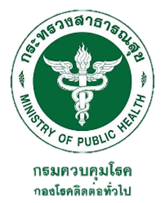 กระทรวงสาธารณสุข
MINISTRY OF PUBLIC HEALTH
กรมควบคุมโรค
กองโรคติดต่อทั่วไป